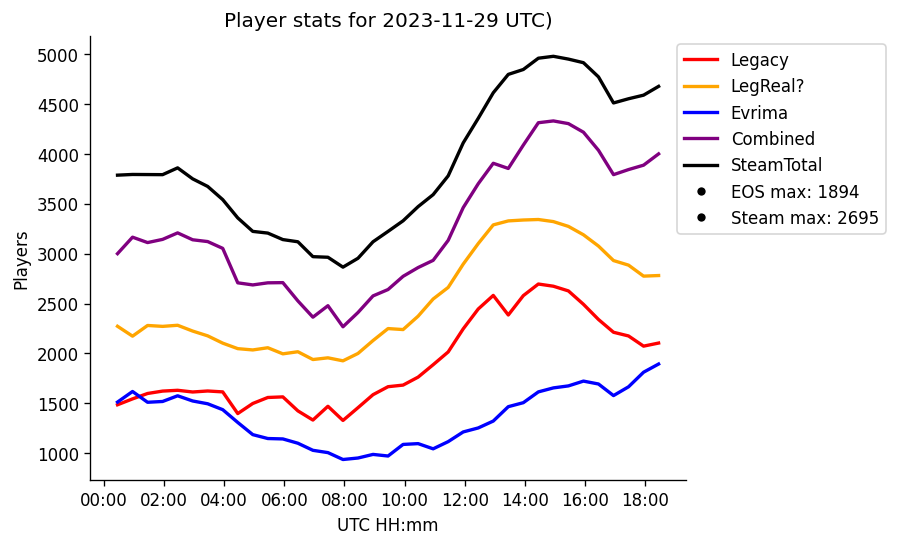 Player stats for 2023-11-29 UTC)
5000
4500
4000
3500
3000
2500
2000
1500
1000
Players
00:00 02:00 04:00 06:00 08:00 10:00 12:00 14:00 16:00 18:00
UTC HH:mm
Legacy
LegReal?
Evrima
Combined
SteamTotal
EOS max: 1894
Steam max: 2695